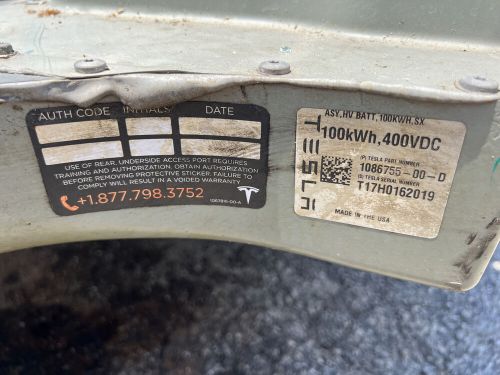 AUTH CODE INITIALS DATE
USE OF REAR, UNDERSIDE ACCESS PORT REQUIRES
TRAINING AND AUTHORIZATION. OBTAIN AUTHORIZATION
BEFORE REMOVING PROTECTIVE STICKER. FAILURE TO
COMPLY WILL RESULT IN A VOIDED WARRANTY
+1.877.798.3752
1067815-00-A
TESLA
ASY,HV BATT,100KWH,SX
100kWh,400VDC
(P) TESLA PART NUMBER
1086755-00-D
(S) TESLA SERIAL NUMBER
T17H0162019
MADE IN THE USA